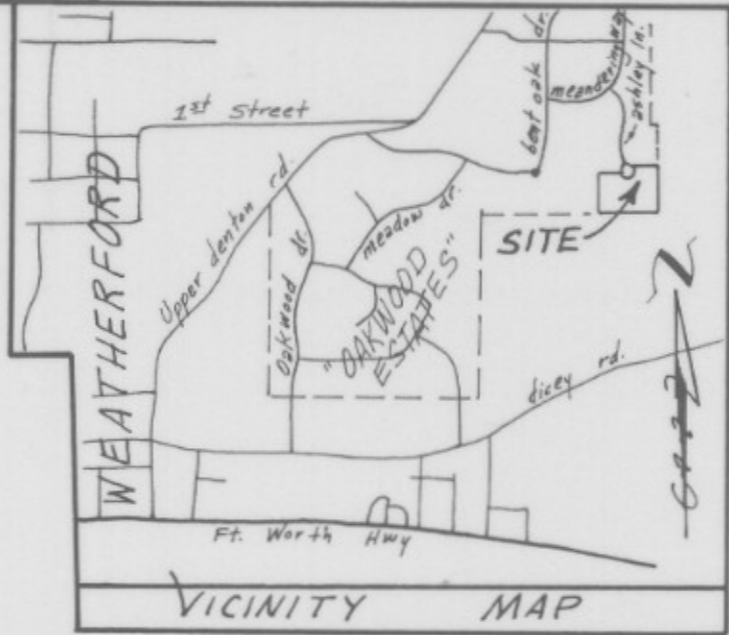 1st Street
bent oak dr.
meandering way
ashley ln.
WEATHERFORD
Upper Denton rd.
meadow dr.
SITE
Oakwood dr.
"OAKWOOD
ESTATES"
dicey rd.
Ft. Worth Hwy
VICINITY MAP